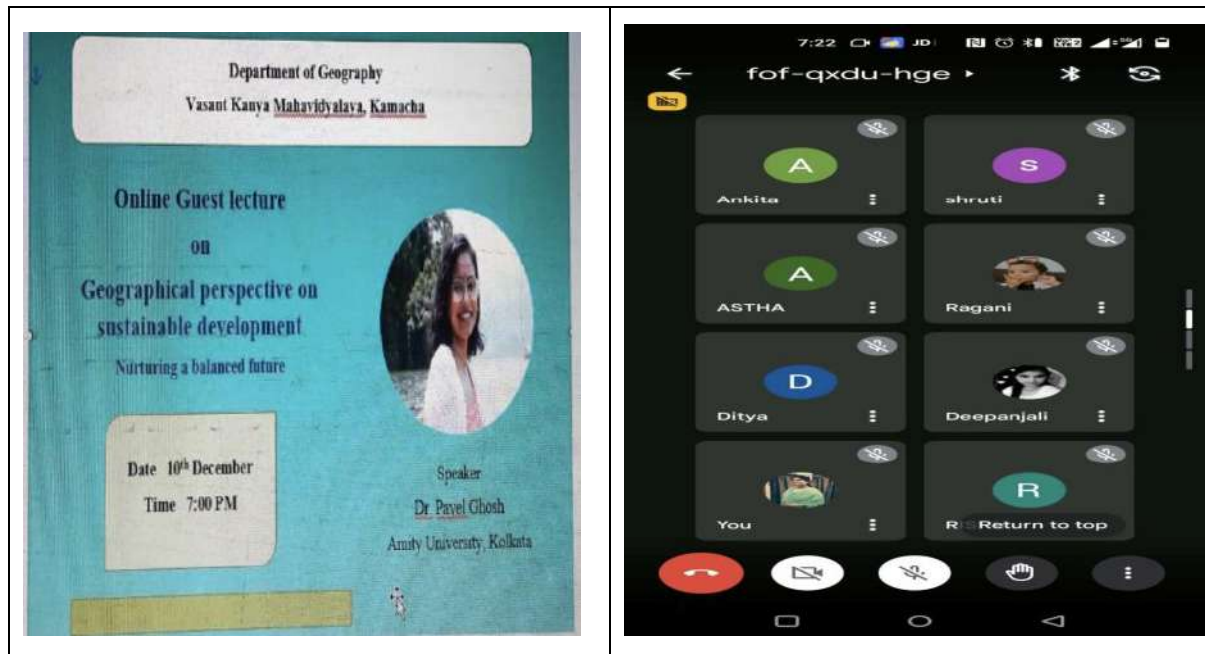 Department of Geography
Vasant Kanya Mahavidyalaya, Kamacha
Online Guest lecture
on
Geographical perspective on
sustainable development
Nurturing a balanced future
Date 10th December
Time 7:00 PM
Speaker
Dr Payel Ghosh
Amity University, Kolkata
7:22 JD
fof-qxdu-hge
A
Ankita
S
shruti
A
ASTHA
Ragani
D
Ditya
Deepanjali
You
R
R Return to top